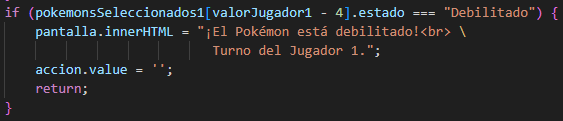 if (pokemonsSeleccionados1[valorJugador1 - 4].estado === "Debilitado") {
pantalla.innerHTML = "¡El Pokémon está debilitado!<br> \
Turno del Jugador 1.";
accion.value = '';
return;
}